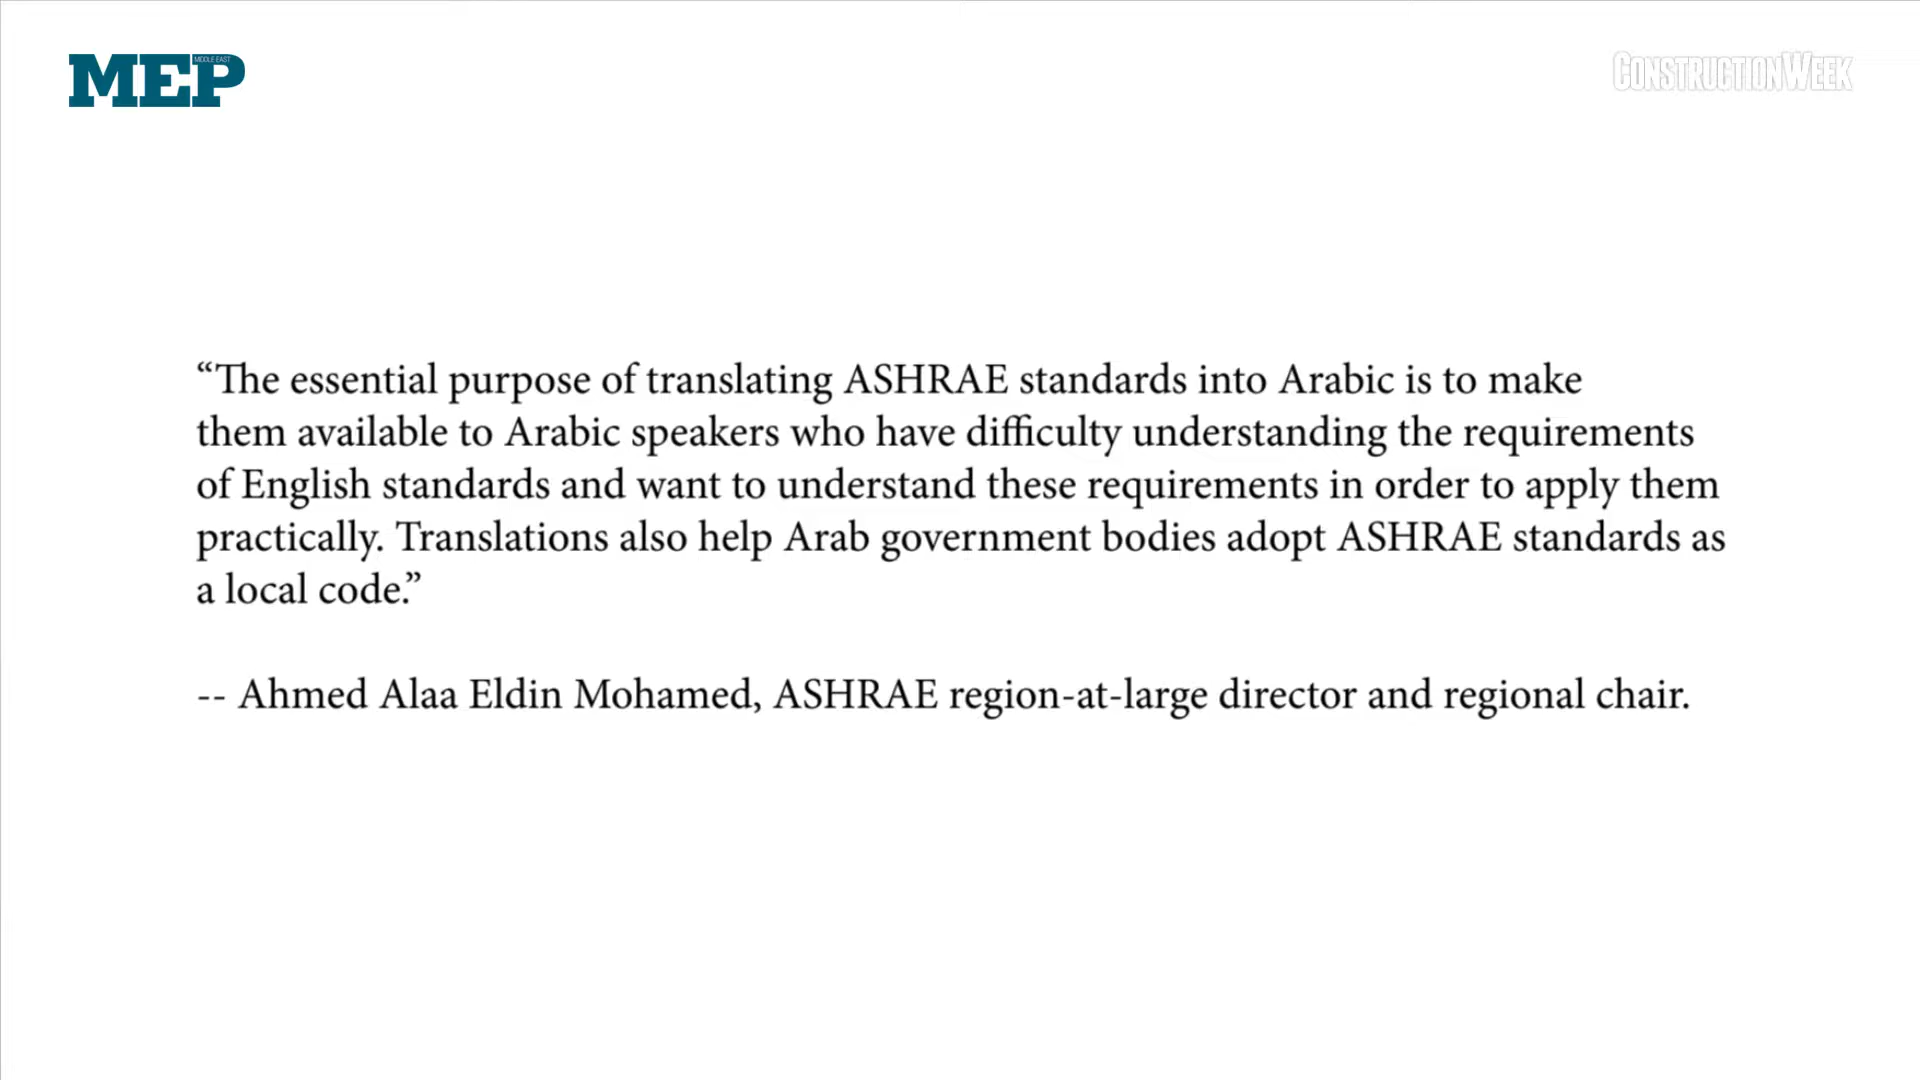 MEP
MIDDLE EAST
CONSTRUCTIONWEEK
“The essential purpose of translating ASHRAE standards into Arabic is to make
them available to Arabic speakers who have difficulty understanding the requirements
of English standards and want to understand these requirements in order to apply them
practically. Translations also help Arab government bodies adopt ASHRAE standards as
a local code.”
-- Ahmed Alaa Eldin Mohamed, ASHRAE region-at-large director and regional chair.